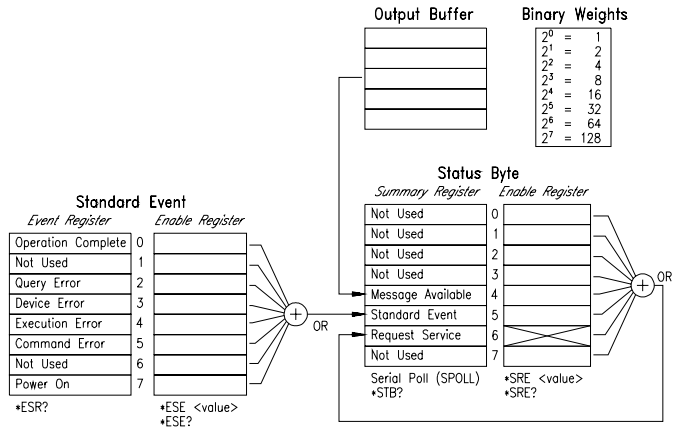 Output Buffer
Binary Weights
2⁰ = 1
2¹ = 2
2² = 4
2³ = 8
2⁴ = 16
2⁵ = 32
2⁶ = 64
2⁷ = 128
Standard Event
Event Register Enable Register
Operation Complete 0
Not Used 1
Query Error 2
Device Error 3
Execution Error 4
Command Error 5
Not Used 6
Power On 7
*ESR?
*ESE <value>
*ESE?
+
OR
Status Byte
Summary Register Enable Register
Not Used 0
Not Used 1
Not Used 2
Not Used 3
Message Available 4
Standard Event 5
Request Service 6
Not Used 7
Serial Poll (SPOLL)
*STB?
*SRE <value>
*SRE?
+
OR